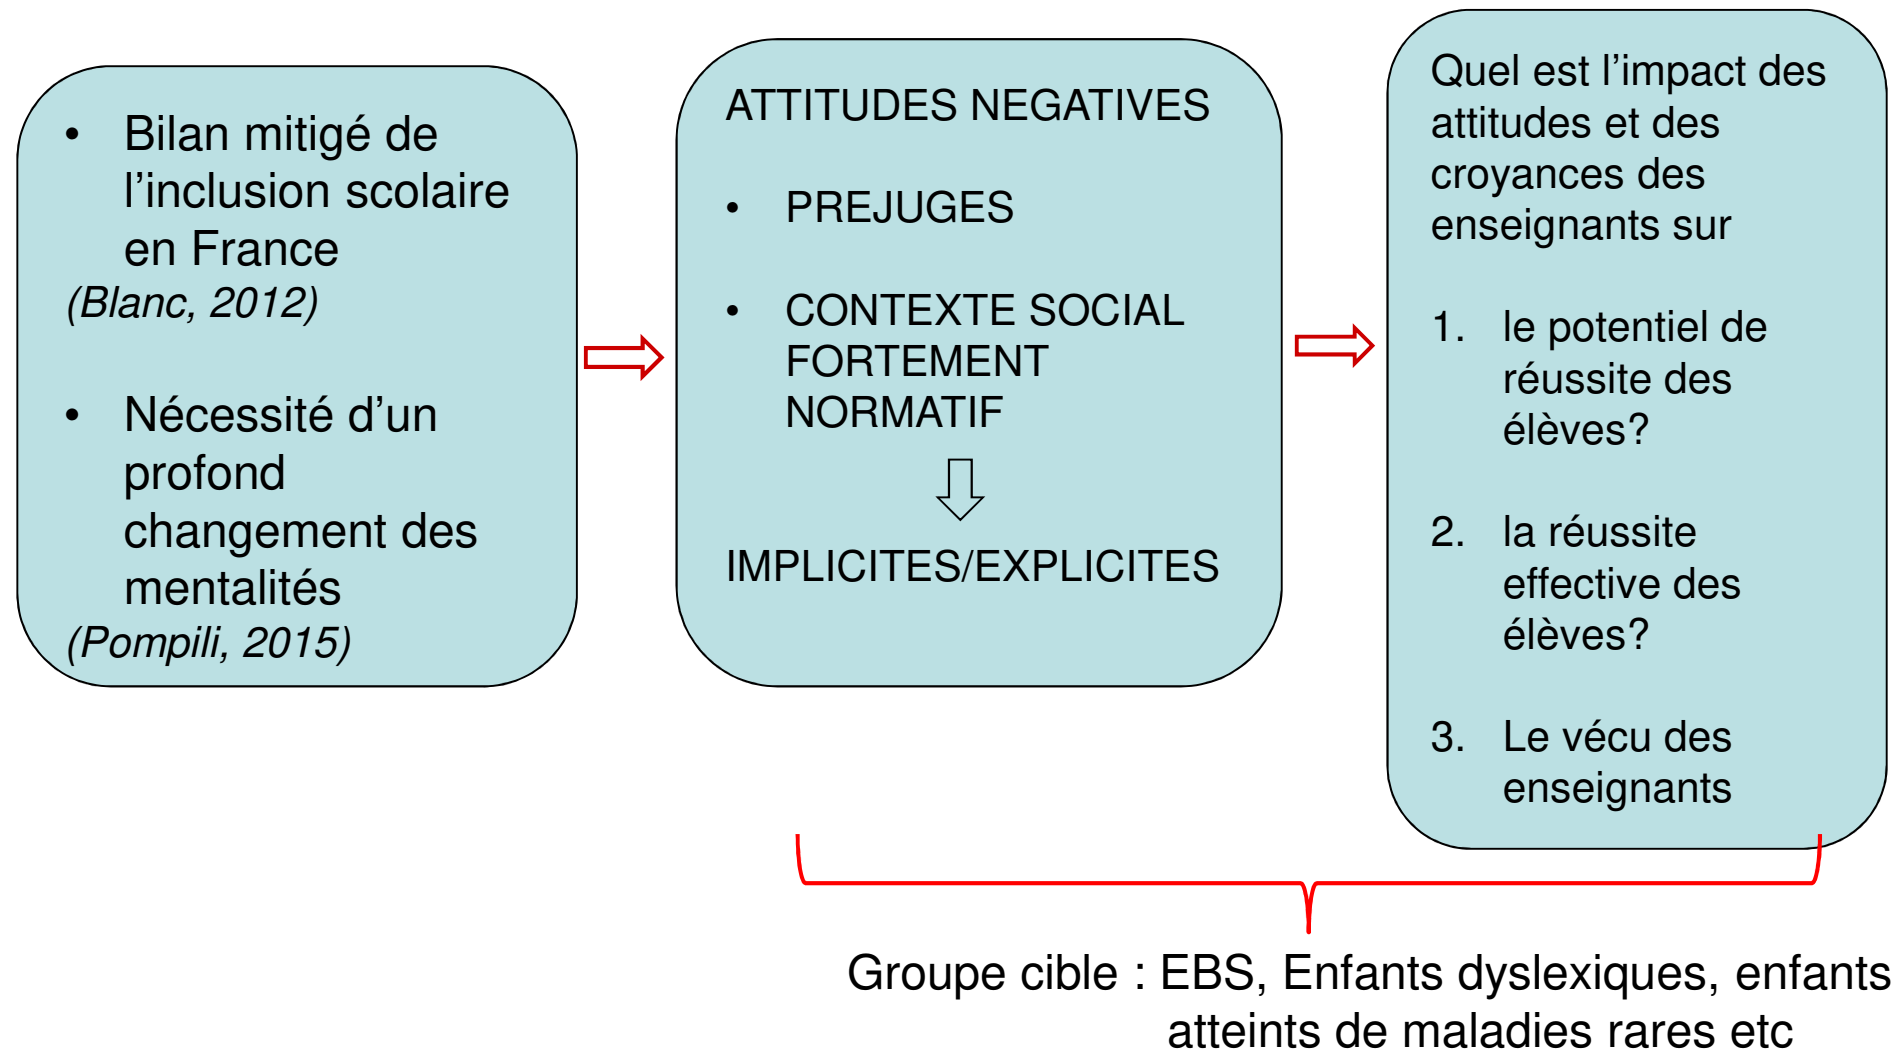 • Bilan mitigé de
l'inclusion scolaire
en France
(Blanc, 2012)
• Nécessité d'un
profond
changement des
mentalités
(Pompili, 2015)
ATTITUDES NEGATIVES
• PREJUGES
• CONTEXTE SOCIAL
FORTEMENT
NORMATIF
IMPLICITES/EXPLICITES
Quel est l'impact des
attitudes et des
croyances des
enseignants sur
1. le potentiel de
réussite des
élèves?
2. la réussite
effective des
élèves?
3. Le vécu des
enseignants
Groupe cible : EBS, Enfants dyslexiques, enfants
atteints de maladies rares etc